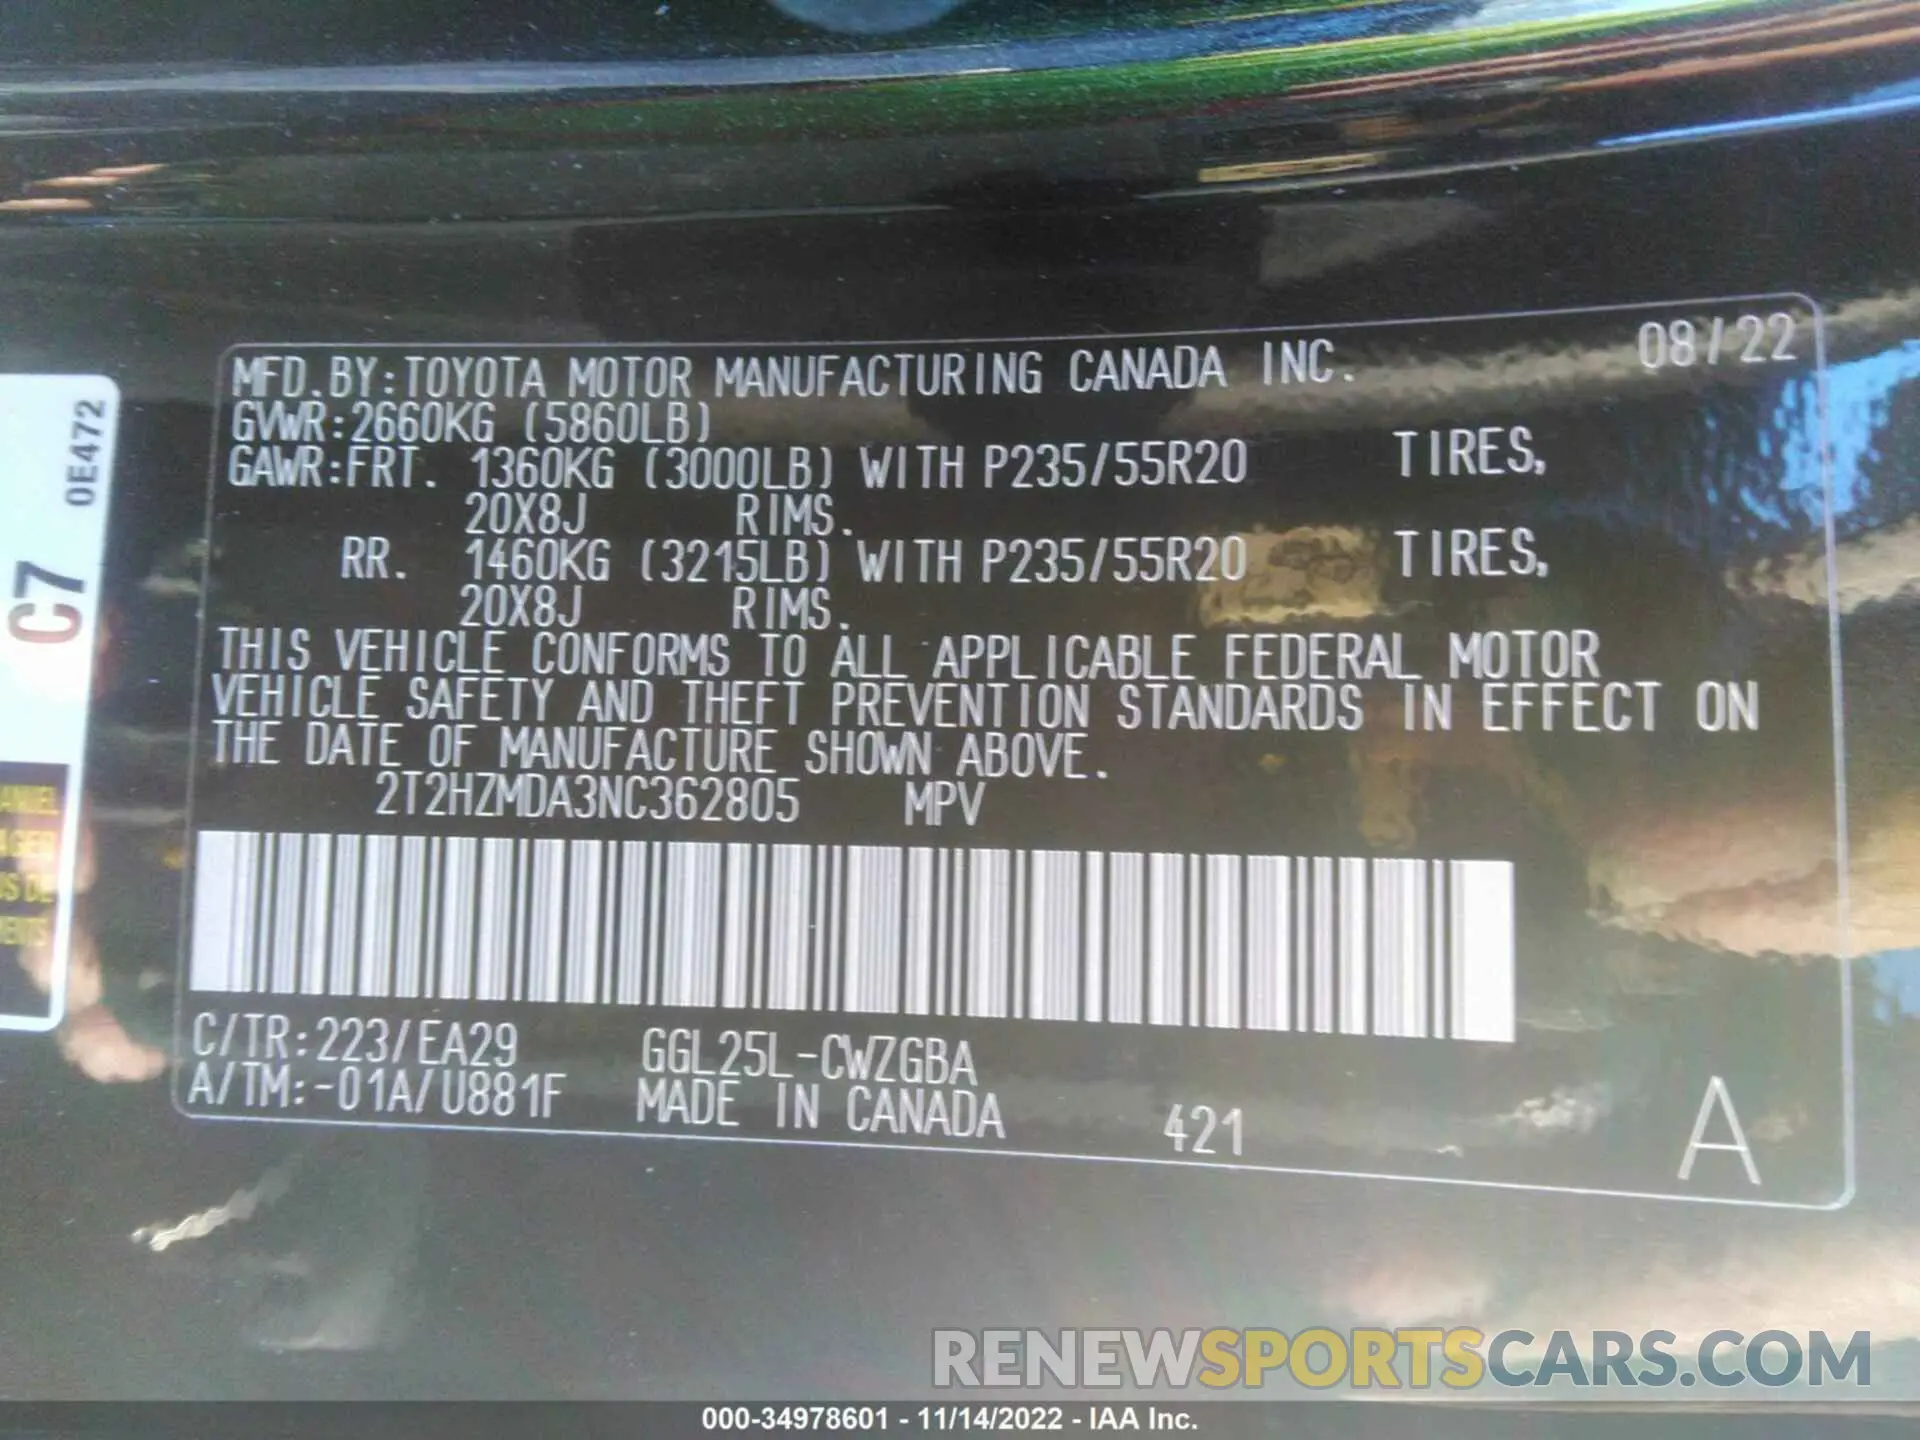 MFD.BY:TOYOTA MOTOR MANUFACTURING CANADA INC. 08/22
GVWR:2660KG (5860LB)
GAWR:FRT. 1360KG (3000LB) WITH P235/55R20 TIRES,
20X8J RIMS.
RR. 1460KG (3215LB) WITH P235/55R20 TIRES,
20X8J RIMS.
THIS VEHICLE CONFORMS TO ALL APPLICABLE FEDERAL MOTOR
VEHICLE SAFETY AND THEFT PREVENTION STANDARDS IN EFFECT ON
THE DATE OF MANUFACTURE SHOWN ABOVE.
2T2HZMDA3NC362805 MPV
C/TR:223/EA29 GGL25L-CWZGBA
A/TM:-01A/U881F MADE IN CANADA 421 A
C7 0E472
RENEWSPORTSCARS.COM
000-34978601 - 11/14/2022 - IAA Inc.